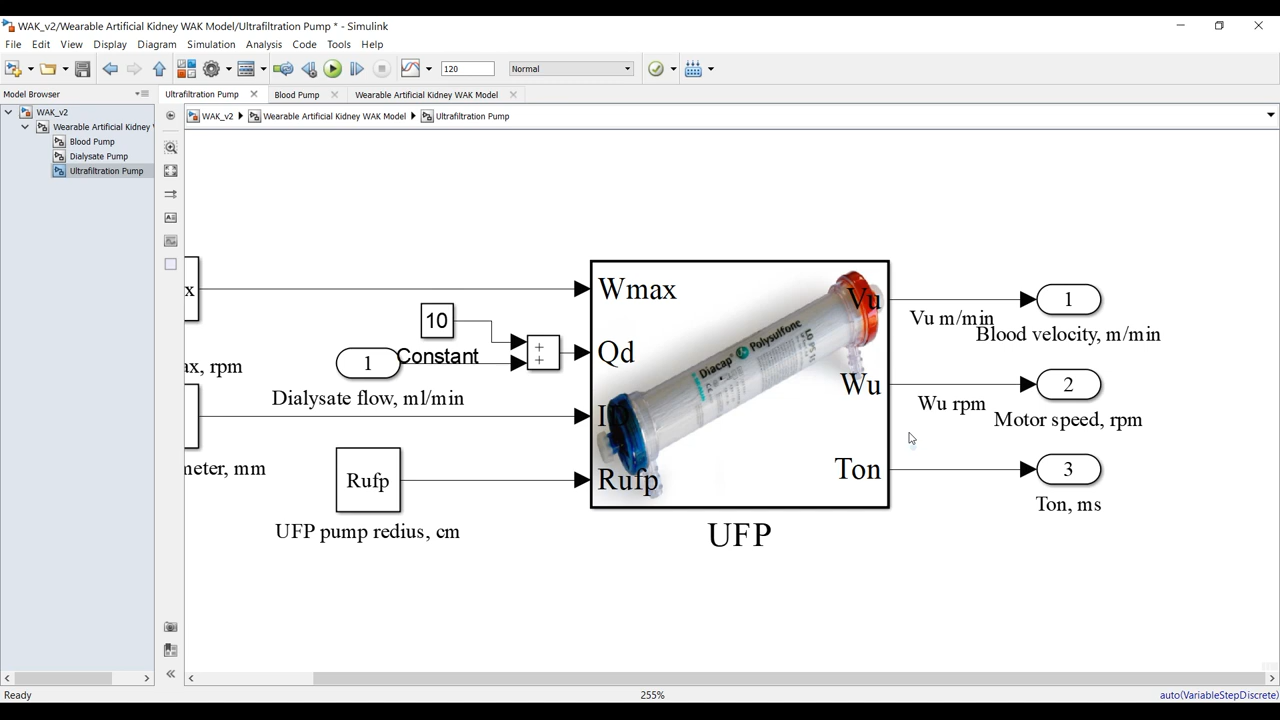 WAK_v2/Wearable Artificial Kidney WAK Model/Ultrafiltration Pump * - Simulink
File Edit View Display Diagram Simulation Analysis Code Tools Help
120 Normal
Model Browser
Ultrafiltration Pump Blood Pump Wearable Artificial Kidney WAK Model
WAK_v2 Wearable Artificial Kidney WAK Model Ultrafiltration Pump
WAK_v2
Wearable Artificial Kidney
Blood Pump
Dialysate Pump
Ultrafiltration Pump
x
ax, rpm
meter, mm
10
Constant
1
Dialysate flow, ml/min
+
+
Rufp
UFP pump redius, cm
Wmax
Qd
ID
Rufp
Diacap
Polysulfone
Vu
Wu
Ton
UFP
Vu m/min
1
Blood velocity, m/min
Wu rpm
2
Motor speed, rpm
3
Ton, ms
Ready
255%
auto(VariableStepDiscrete)